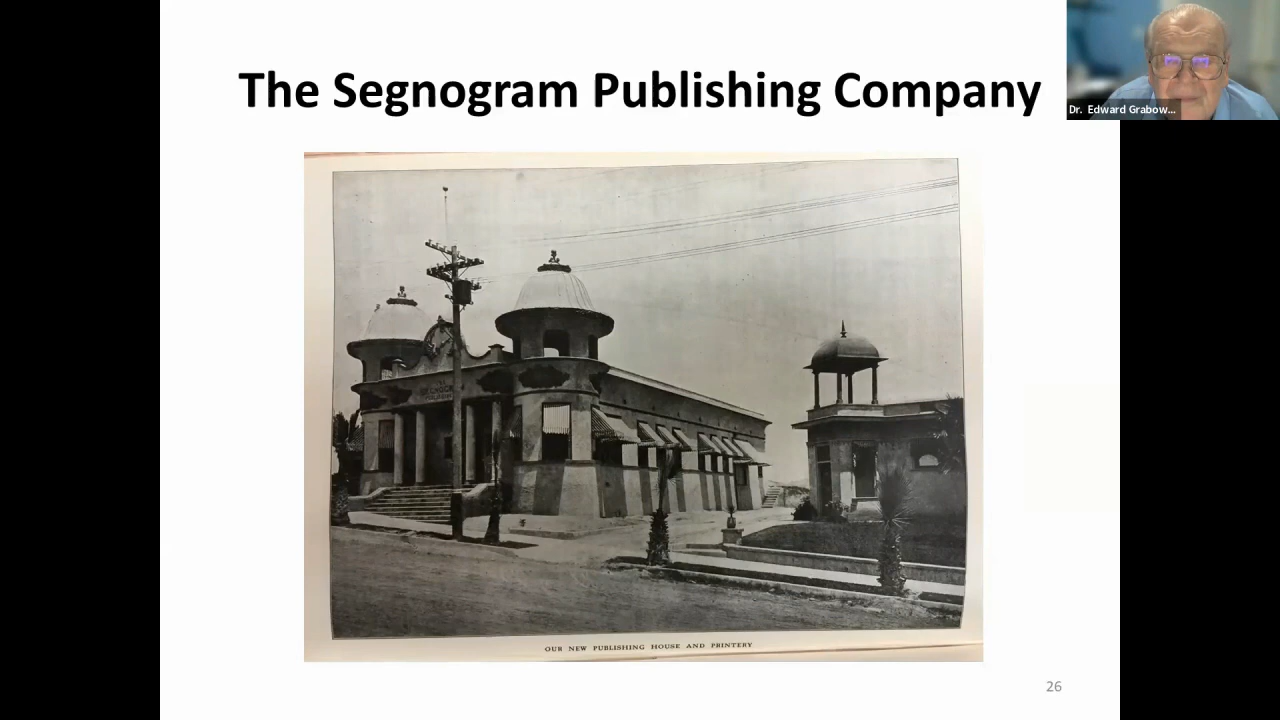 The Segnogram Publishing Company
Dr. Edward Grabow...
OUR NEW PUBLISHING HOUSE AND PRINTERY
26